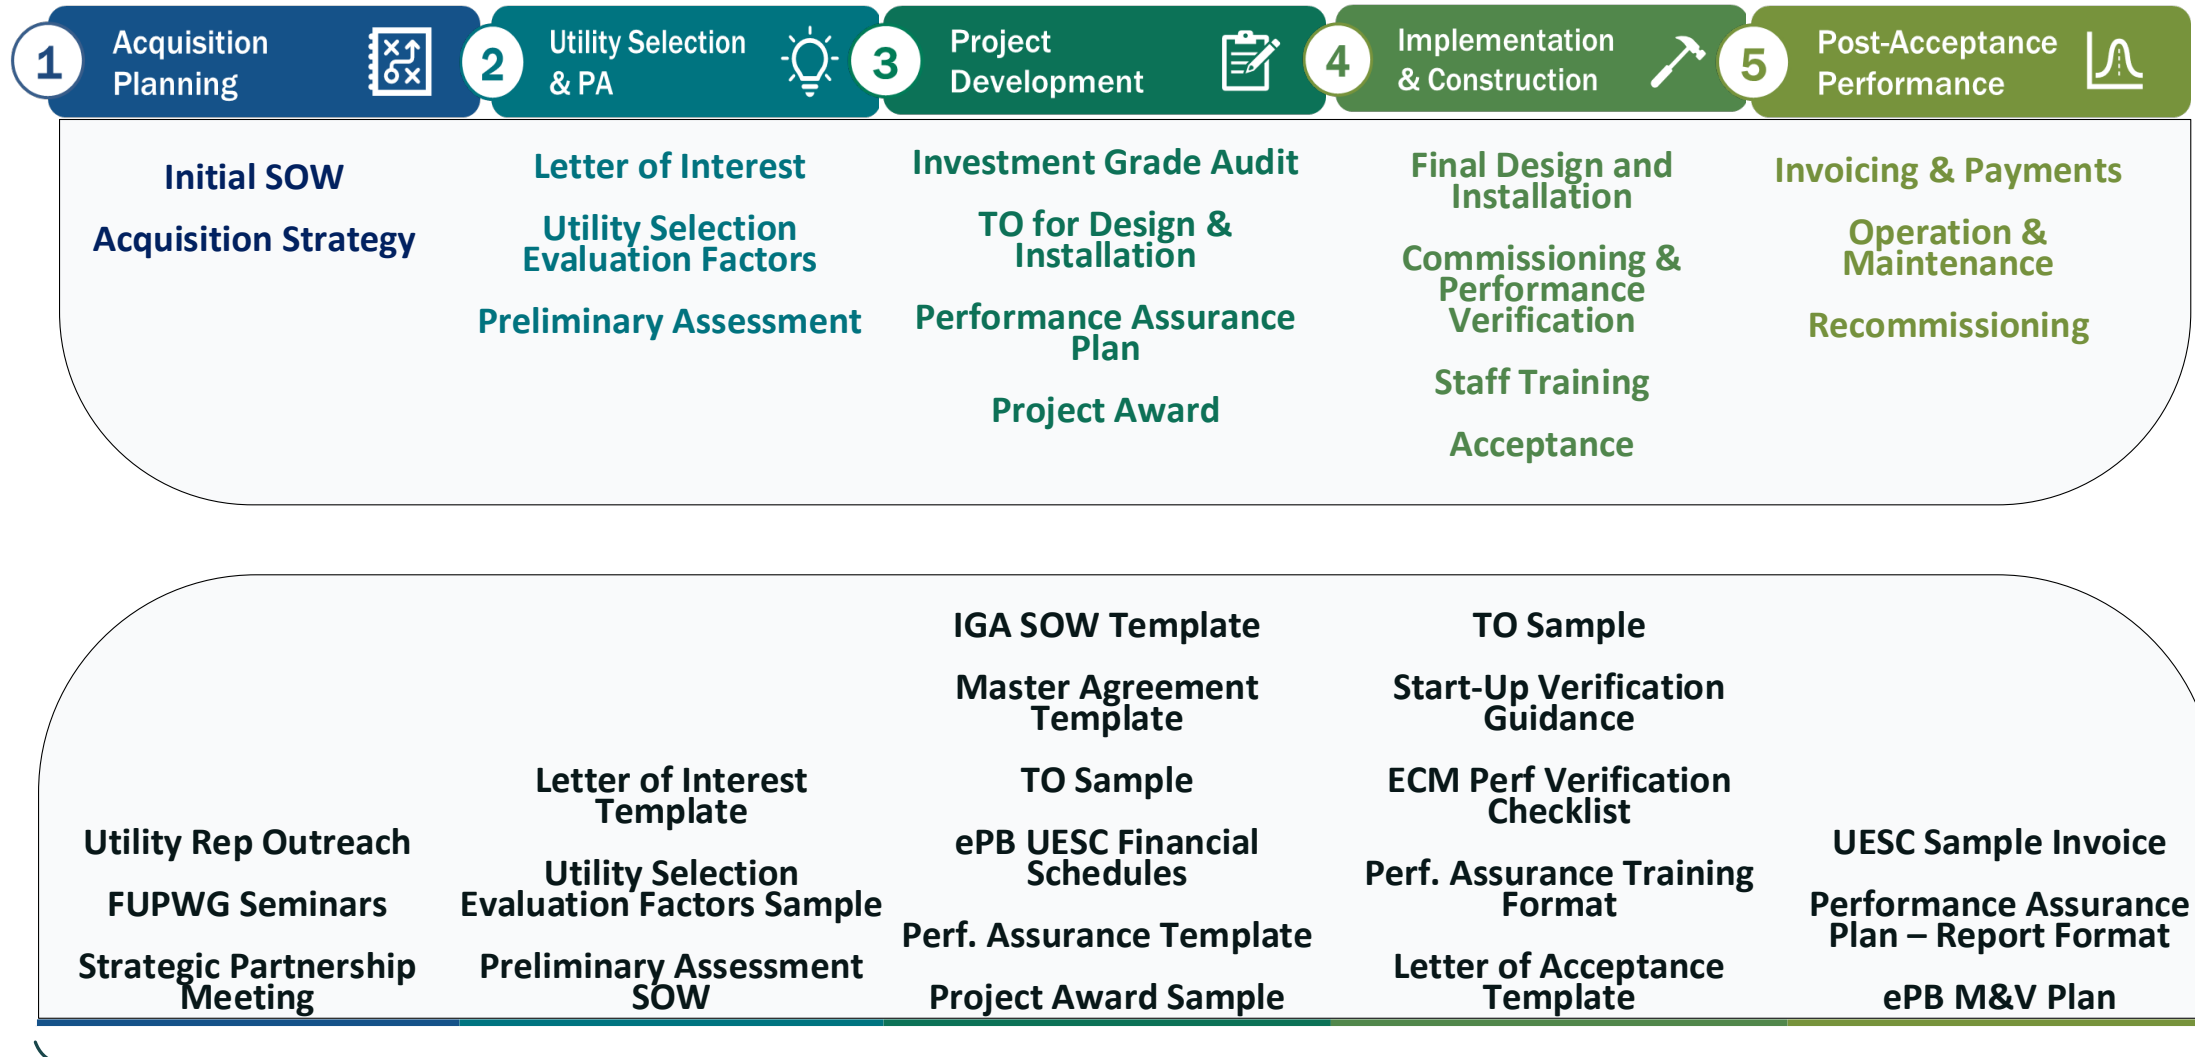 1
Acquisition
Planning
2
Utility Selection
& PA
3
Project
Development
4
Implementation
& Construction
5
Post-Acceptance
Performance
Initial SOW
Acquisition Strategy
Letter of Interest
Utility Selection
Evaluation Factors
Preliminary Assessment
Investment Grade Audit
TO for Design &
Installation
Performance Assurance
Plan
Project Award
Final Design and
Installation
Commissioning &
Performance
Verification
Staff Training
Acceptance
Invoicing & Payments
Operation &
Maintenance
Recommissioning
Utility Rep Outreach
FUPWG Seminars
Strategic Partnership
Meeting
Letter of Interest
Template
Utility Selection
Evaluation Factors Sample
Preliminary Assessment
SOW
IGA SOW Template
Master Agreement
Template
TO Sample
ePB UESC Financial
Schedules
Perf. Assurance Template
Project Award Sample
TO Sample
Start-Up Verification
Guidance
ECM Perf Verification
Checklist
Perf. Assurance Training
Format
Letter of Acceptance
Template
UESC Sample Invoice
Performance Assurance
Plan – Report Format
ePB M&V Plan